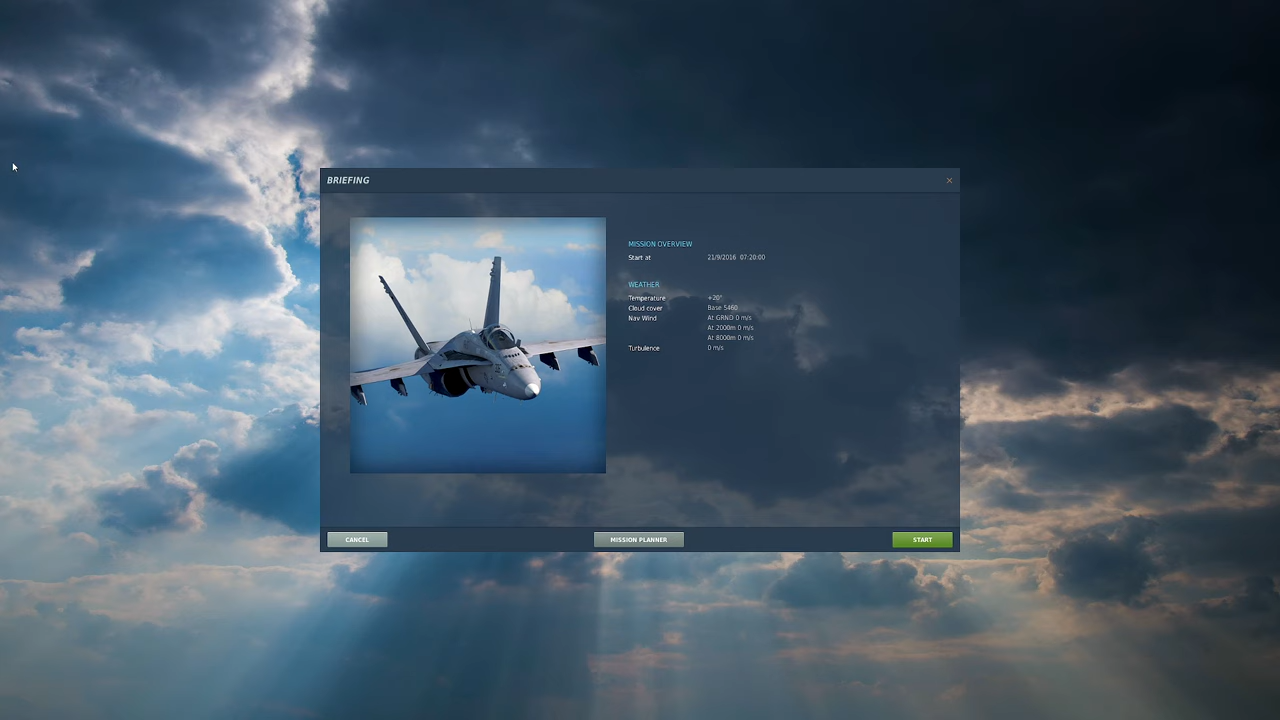 BRIEFING
MISSION OVERVIEW
Start at 21/9/2016 07:20:00
WEATHER
Temperature +20°
Cloud cover Base 5460
Nav Wind At GRND 0 m/s
At 2000m 0 m/s
At 8000m 0 m/s
Turbulence 0 m/s
CANCEL MISSION PLANNER START